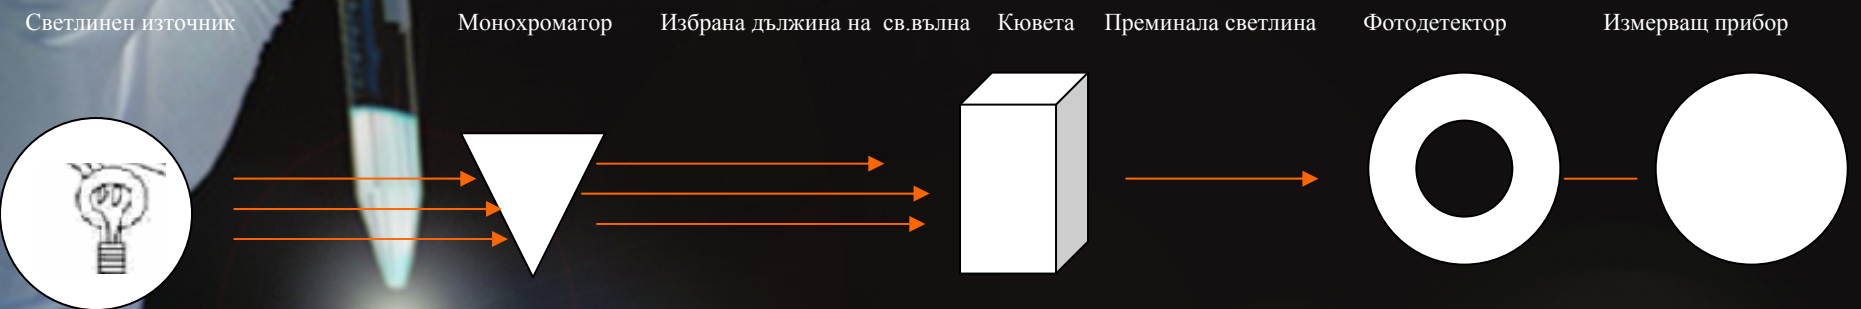 Светлинен източник Монохроматор Избрана дължина на св.вълна Кювета Преминала светлина Фотодетектор Измерващ прибор